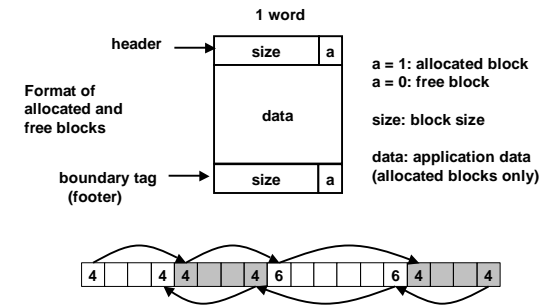 1 word
header
size a
a = 1: allocated block
a = 0: free block
Format of
allocated and
free blocks
data
size: block size
data: application data
(allocated blocks only)
boundary tag
(footer)
size a
4 4 4 4 6 6 4 4